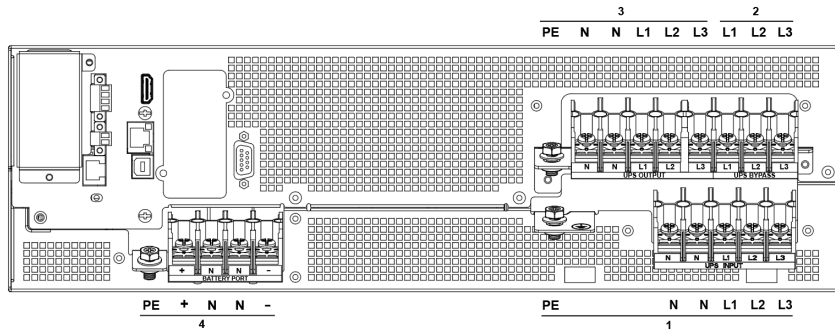 3 2
PE N N L1 L2 L3 L1 L2 L3
N N L1 L2 L3 L1 L2 L3
UPS OUTPUT UPS BYPASS
N N L1 L2 L3
UPS INPUT
+ N N -
BATTERY PORT
PE + N N - PE N N L1 L2 L3
4 1